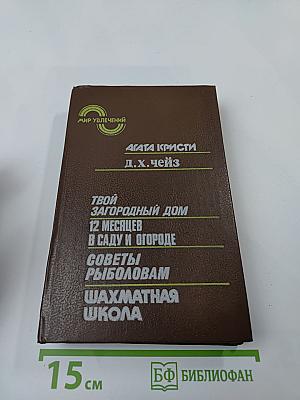 МИР УВЛЕЧЕНИЙ
АГАТА КРИСТИ
Д.Х.ЧЕЙЗ
ТВОЙ
ЗАГОРОДНЫЙ ДОМ
12 МЕСЯЦЕВ
В САДУ И ОГОРОДЕ
СОВЕТЫ
РЫБОЛОВАМ
ШАХМАТНАЯ
ШКОЛА
15 см
БФ БИБЛИОФАН